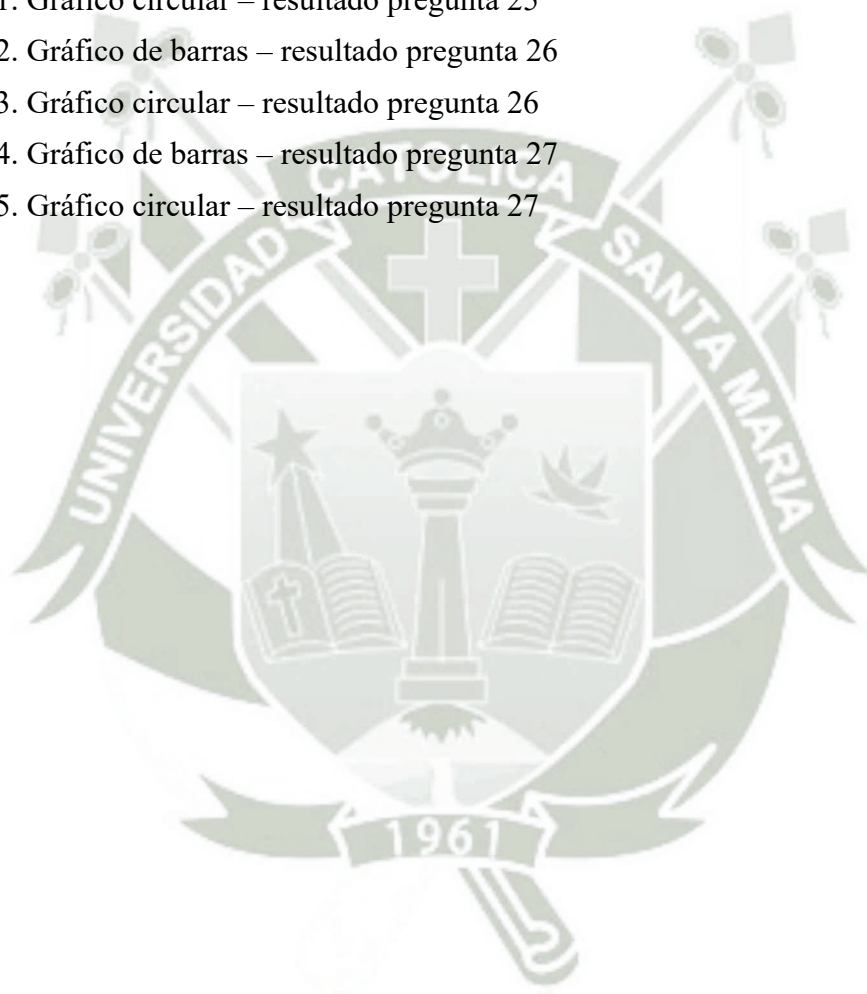 1. Gráfico circular – resultado pregunta 25
2. Gráfico de barras – resultado pregunta 26
3. Gráfico circular – resultado pregunta 26
4. Gráfico de barras – resultado pregunta 27
5. Gráfico circular – resultado pregunta 27
UNIVERSIDAD CATOLICA SANTA MARIA
1961